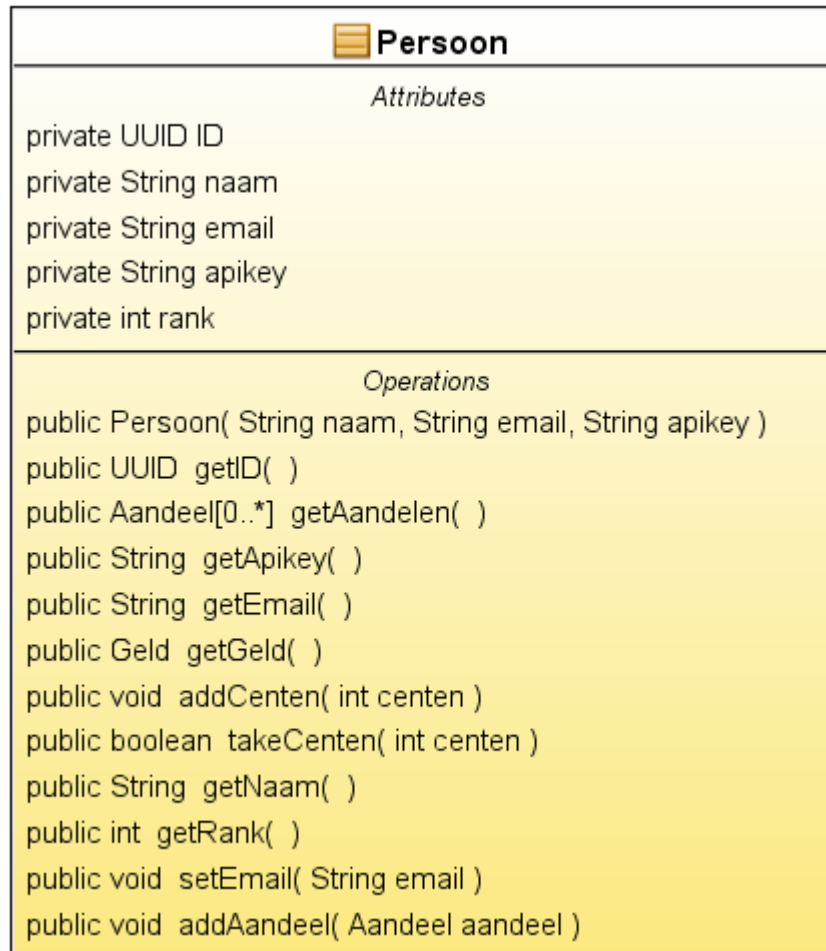 Persoon
Attributes
private UUID ID
private String naam
private String email
private String apikey
private int rank
Operations
public Persoon( String naam, String email, String apikey )
public UUID  getID(  )
public Aandeel[0..*]  getAandelen(  )
public String  getApikey(  )
public String  getEmail(  )
public Geld  getGeld(  )
public void  addCenten( int centen )
public boolean  takeCenten( int centen )
public String  getNaam(  )
public int  getRank(  )
public void  setEmail( String email )
public void  addAandeel( Aandeel aandeel )